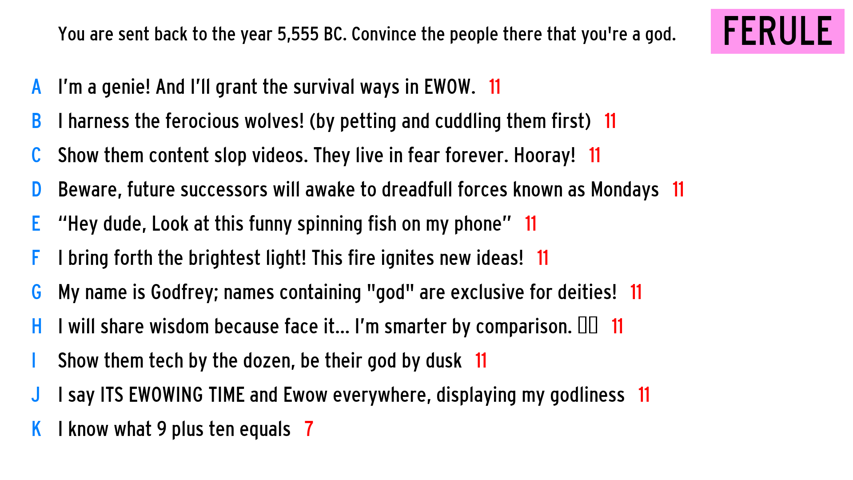 You are sent back to the year 5,555 BC. Convince the people there that you're a god.
FERULE
A I'm a genie! And I'll grant the survival ways in EWOW. 11
B I harness the ferocious wolves! (by petting and cuddling them first) 11
C Show them content slop videos. They live in fear forever. Hooray! 11
D Beware, future successors will awake to dreadfull forces known as Mondays 11
E “Hey dude, Look at this funny spinning fish on my phone” 11
F I bring forth the brightest light! This fire ignites new ideas! 11
G My name is Godfrey; names containing "god" are exclusive for deities! 11
H I will share wisdom because face it... I'm smarter by comparison. 11
I Show them tech by the dozen, be their god by dusk 11
J I say ITS EWOWING TIME and Ewow everywhere, displaying my godliness 11
K I know what 9 plus ten equals 7